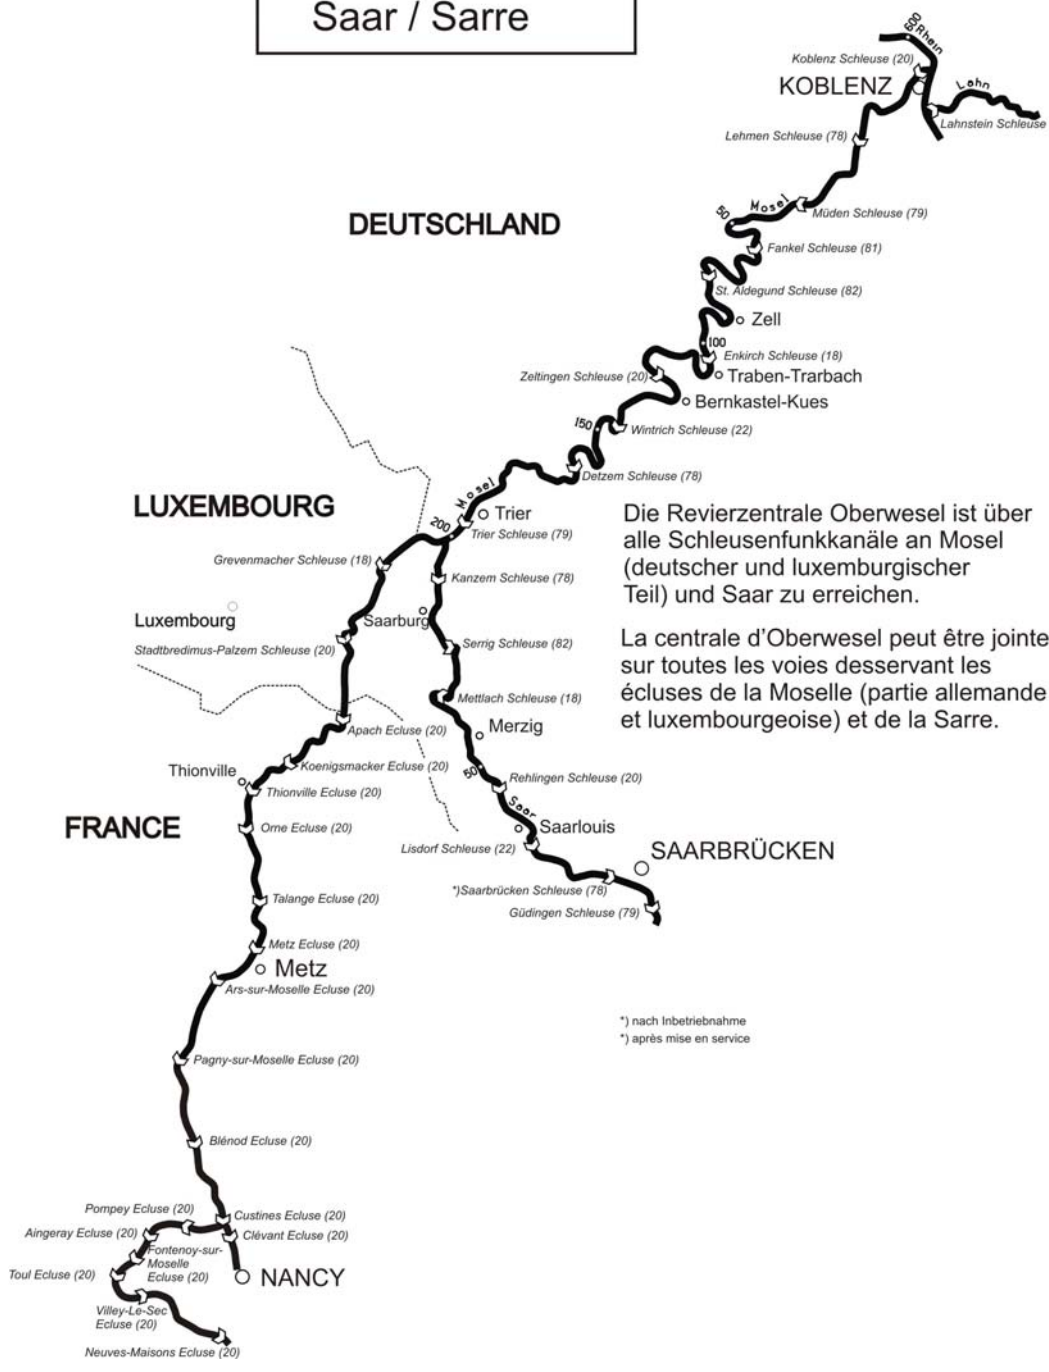 Saar / Sarre
600
Rhein
Koblenz Schleuse (20)
KOBLENZ
Lahn
Lahnstein Schleuse
Lehmen Schleuse (78)
DEUTSCHLAND
50
Mosel
Müden Schleuse (79)
Fankel Schleuse (81)
St. Aldegund Schleuse (82)
Zell
100
Enkirch Schleuse (18)
Zeltingen Schleuse (20)
Traben-Trarbach
Bernkastel-Kues
150
Wintrich Schleuse (22)
Detzem Schleuse (78)
LUXEMBOURG
Mosel
Trier
200
Trier Schleuse (79)
Die Revierzentrale Oberwesel ist über
alle Schleusenfunkkanäle an Mosel
(deutscher und luxemburgischer
Teil) und Saar zu erreichen.
Grevenmacher Schleuse (18)
Kanzem Schleuse (78)
Luxembourg
Saarburg
Stadtbredimus-Palzem Schleuse (20)
Serrig Schleuse (82)
La centrale d'Oberwesel peut être jointe
sur toutes les voies desservant les
écluses de la Moselle (partie allemande
et luxembourgeoise) et de la Sarre.
Mettlach Schleuse (18)
Apach Ecluse (20)
Merzig
Koenigsmacker Ecluse (20)
50
Thionville
Rehlingen Schleuse (20)
Thionville Ecluse (20)
Saar
FRANCE
Orne Ecluse (20)
Saarlouis
Lisdorf Schleuse (22)
SAARBRÜCKEN
*)Saarbrücken Schleuse (78)
Talange Ecluse (20)
Güdingen Schleuse (79)
Metz Ecluse (20)
Metz
Ars-sur-Moselle Ecluse (20)
*) nach Inbetriebnahme
*) après mise en service
Pagny-sur-Moselle Ecluse (20)
Blénod Ecluse (20)
Pompey Ecluse (20)
Custines Ecluse (20)
Aingeray Ecluse (20)
Clévant Ecluse (20)
Fontenoy-sur-
Moselle
Ecluse (20)
Toul Ecluse (20)
NANCY
Villey-Le-Sec
Ecluse (20)
Neuves-Maisons Ecluse (20)